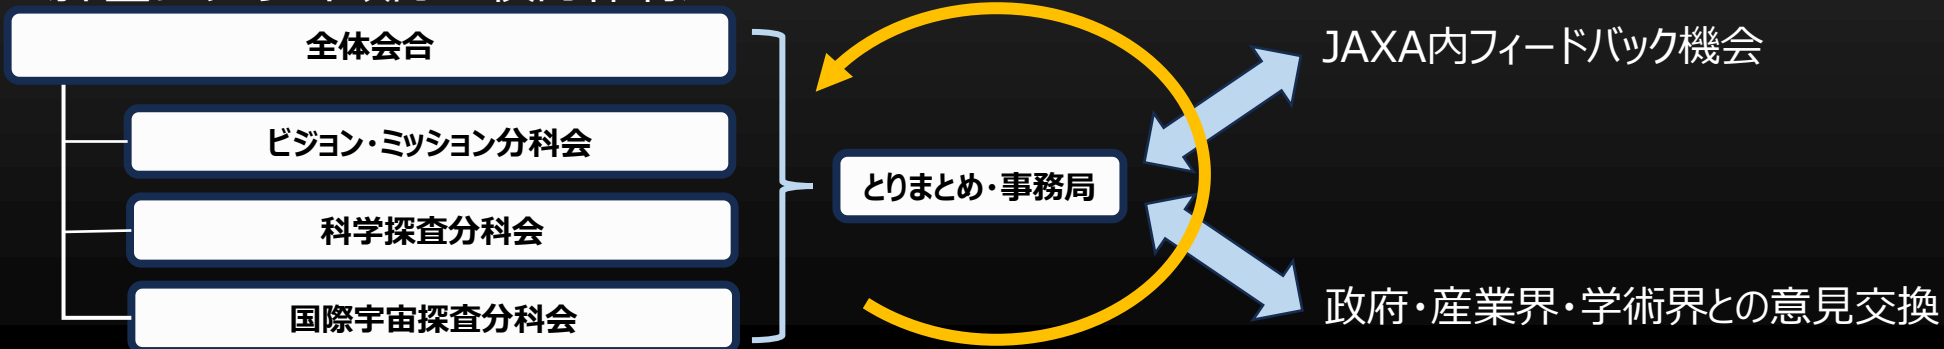 全体会合
ビジョン・ミッション分科会
科学探査分科会
国際宇宙探査分科会
とりまとめ・事務局
JAXA内フィードバック機会
政府・産業界・学術界との意見交換